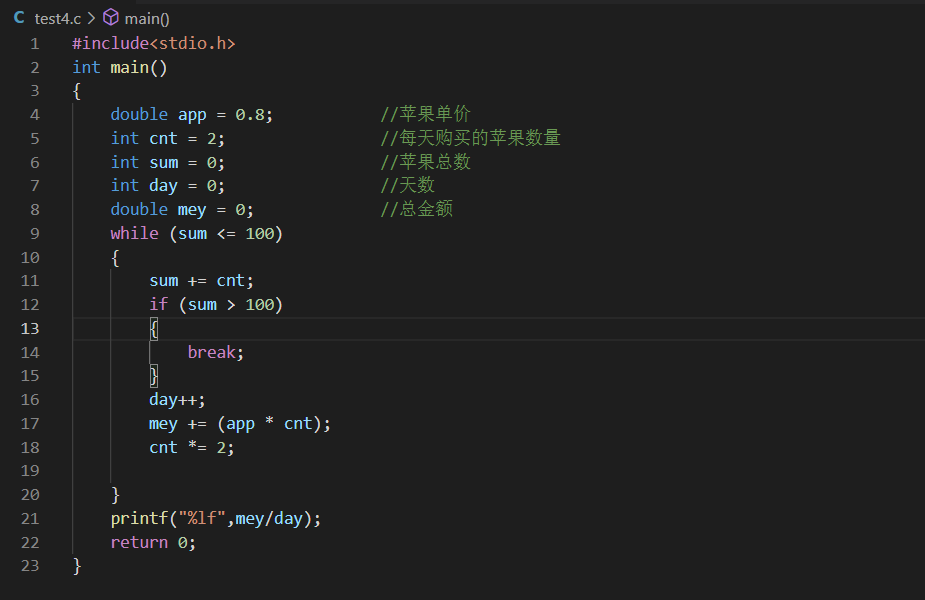 C test4.c > main()
1 #include<stdio.h>
2 int main()
3 {
4 double app = 0.8; //苹果单价
5 int cnt = 2; //每天购买的苹果数量
6 int sum = 0; //苹果总数
7 int day = 0; //天数
8 double mey = 0; //总金额
9 while (sum <= 100)
10 {
11 sum += cnt;
12 if (sum > 100)
13 {
14 break;
15 }
16 day++;
17 mey += (app * cnt);
18 cnt *= 2;
19
20 }
21 printf("%lf",mey/day);
22 return 0;
23 }